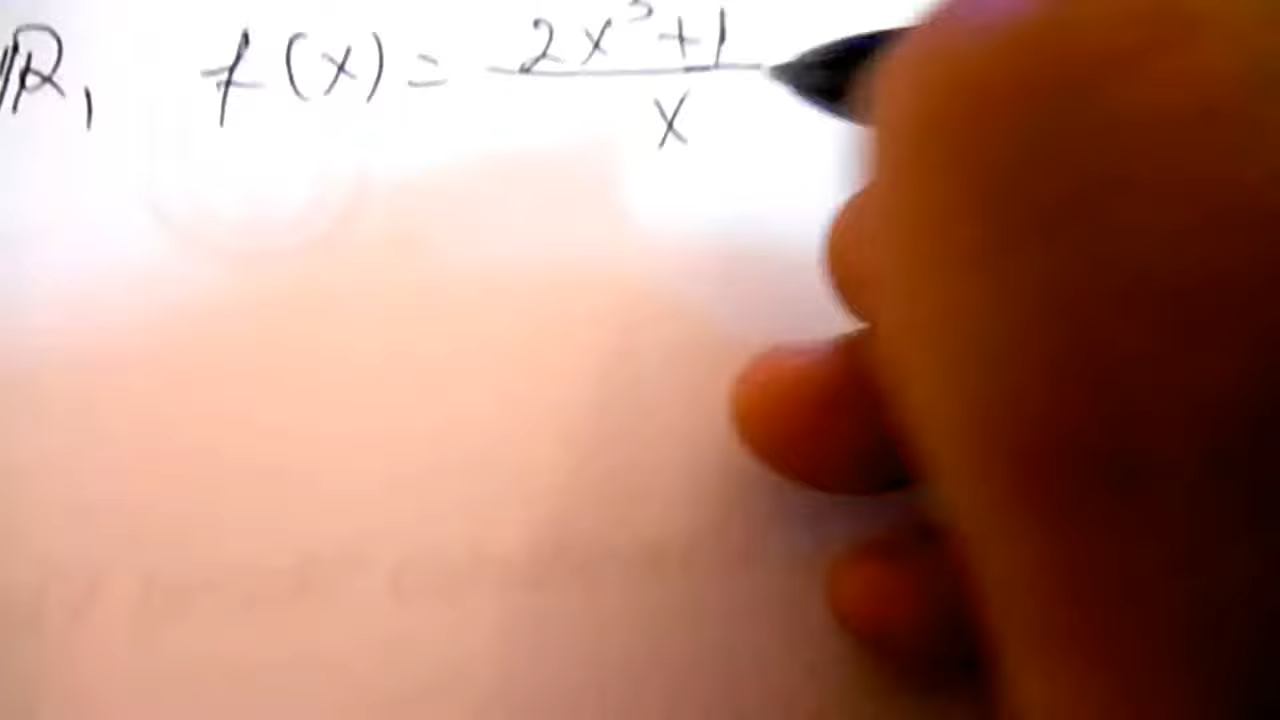 ℝ, f(x) = (2x³+1)/x